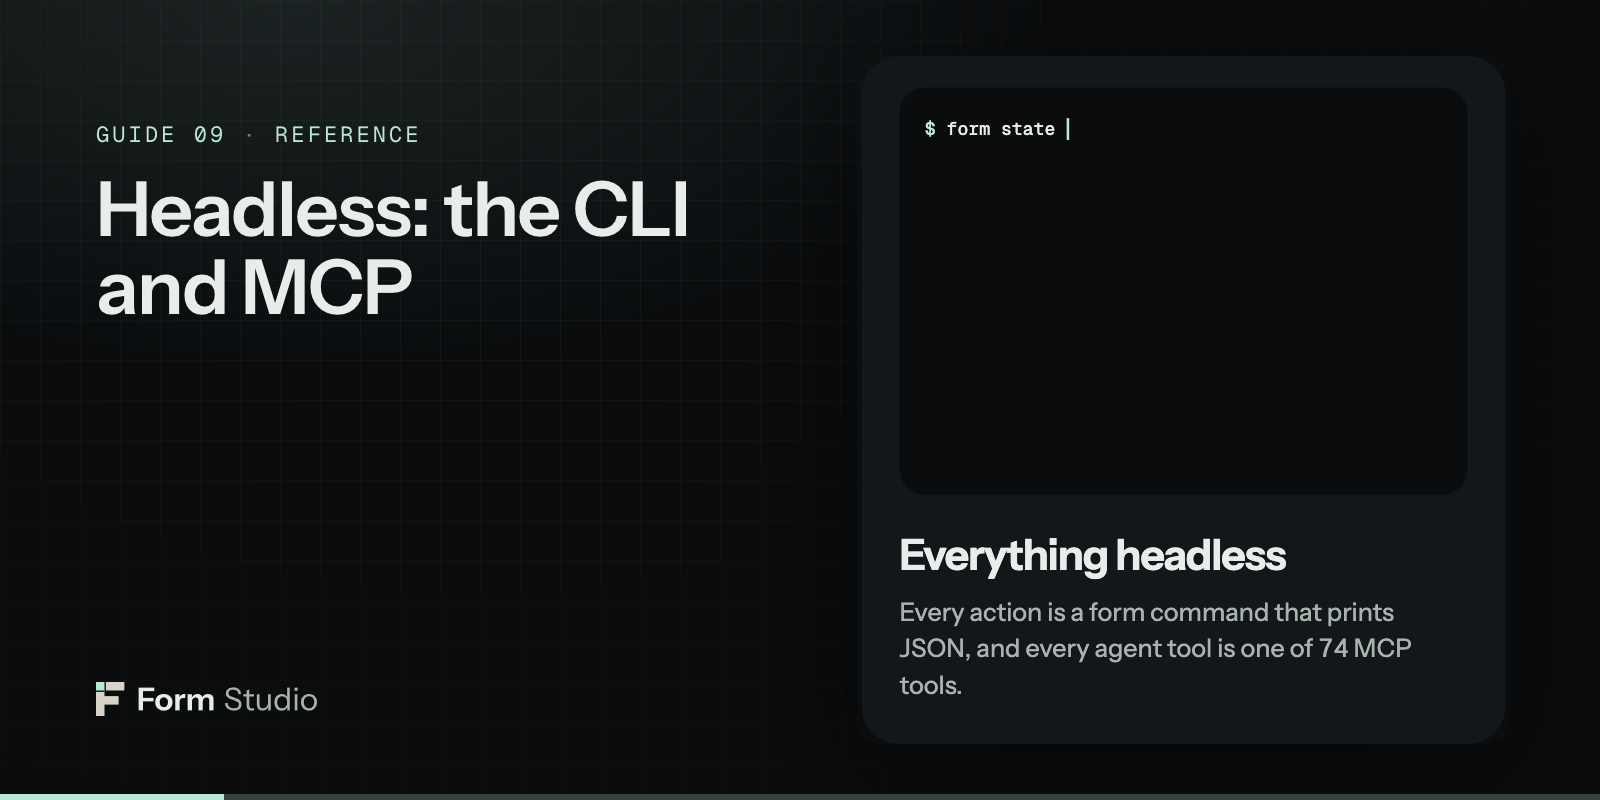 GUIDE 09 · REFERENCE
Headless: the CLI
and MCP
Form Studio
$ form state
Everything headless
Every action is a form command that prints
JSON, and every agent tool is one of 74 MCP
tools.